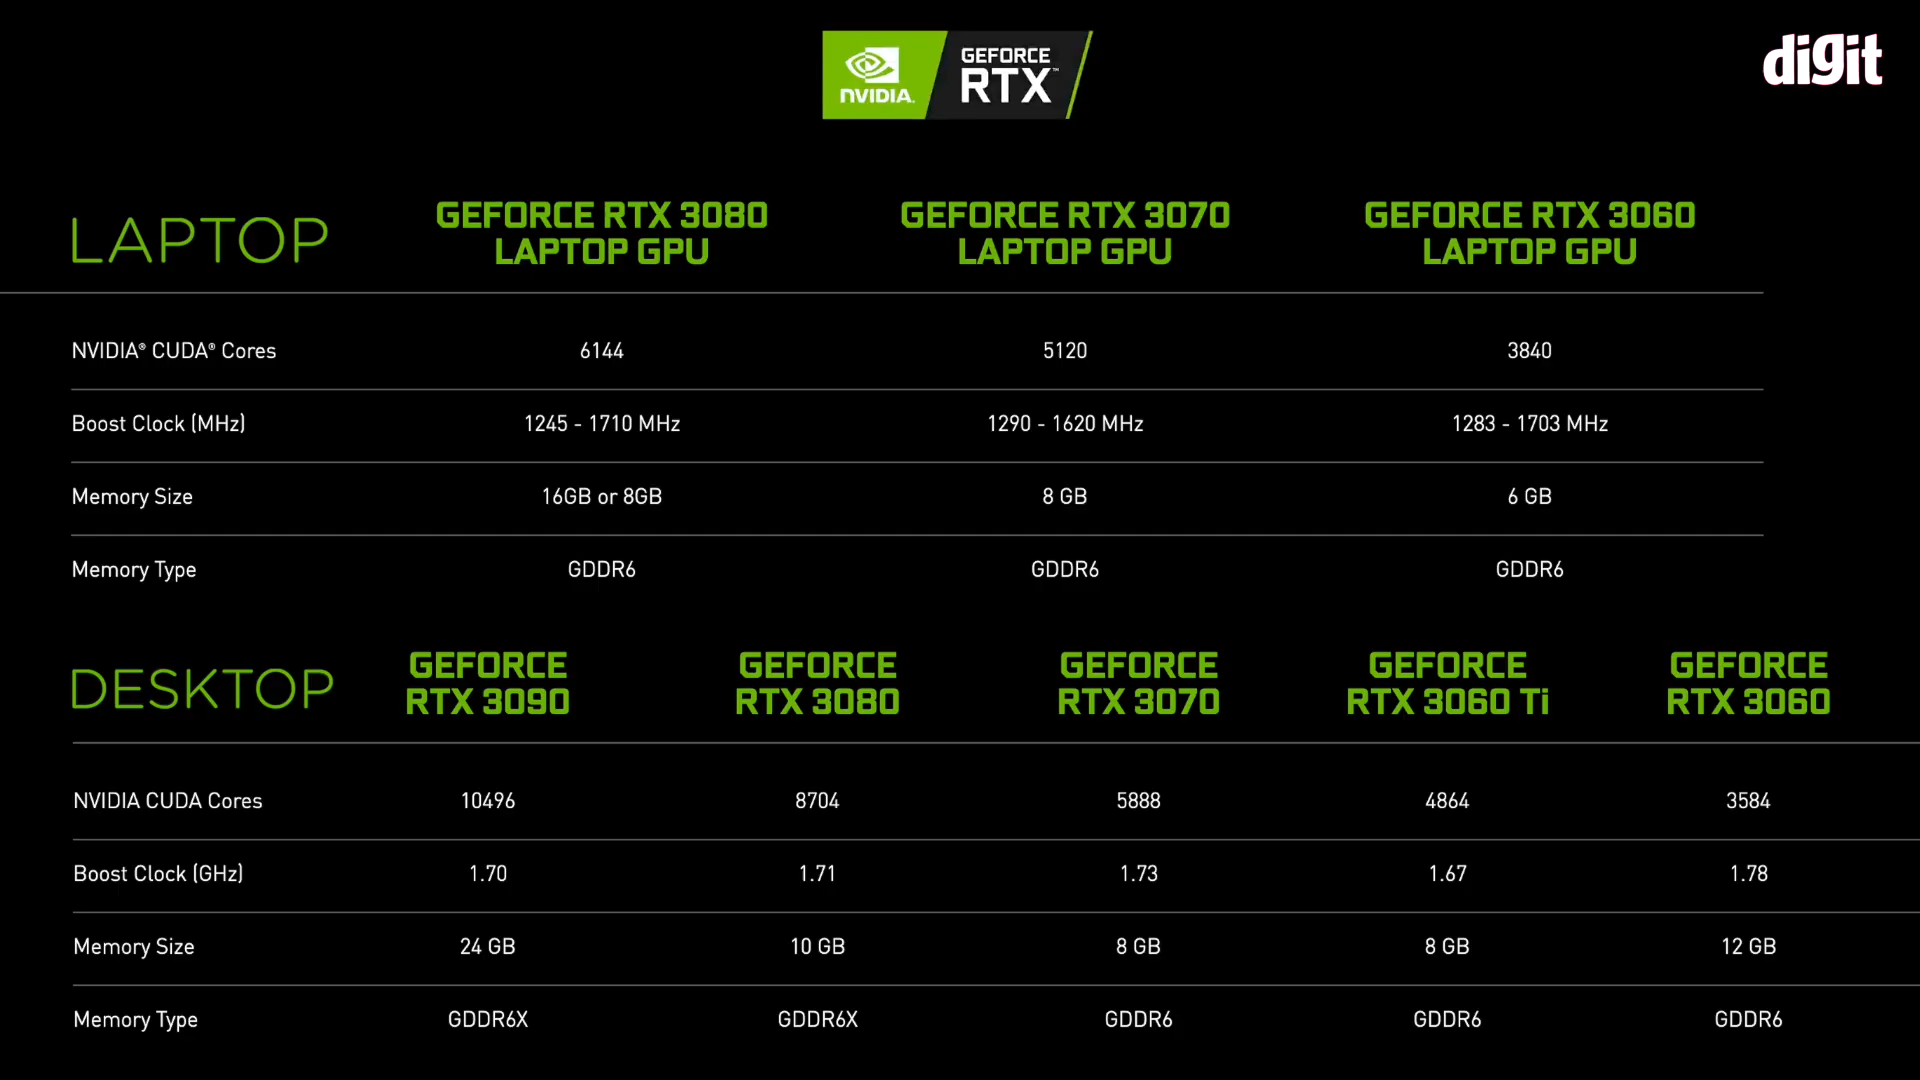 NVIDIA.
GEFORCE
RTX™
digit
LAPTOP
GEFORCE RTX 3080
LAPTOP GPU
GEFORCE RTX 3070
LAPTOP GPU
GEFORCE RTX 3060
LAPTOP GPU
NVIDIA® CUDA® Cores 6144 5120 3840
Boost Clock (MHz) 1245 - 1710 MHz 1290 - 1620 MHz 1283 - 1703 MHz
Memory Size 16GB or 8GB 8 GB 6 GB
Memory Type GDDR6 GDDR6 GDDR6
DESKTOP
GEFORCE
RTX 3090
GEFORCE
RTX 3080
GEFORCE
RTX 3070
GEFORCE
RTX 3060 Ti
GEFORCE
RTX 3060
NVIDIA CUDA Cores 10496 8704 5888 4864 3584
Boost Clock (GHz) 1.70 1.71 1.73 1.67 1.78
Memory Size 24 GB 10 GB 8 GB 8 GB 12 GB
Memory Type GDDR6X GDDR6X GDDR6 GDDR6 GDDR6